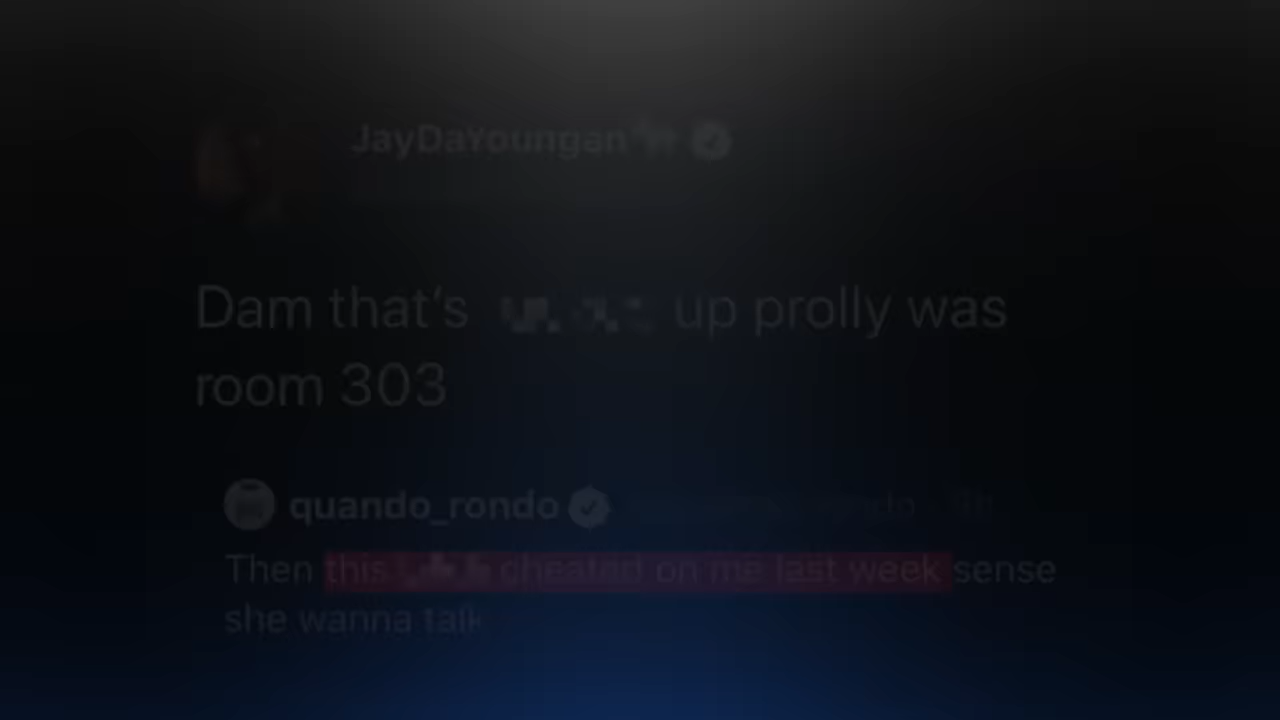 JayDaYoungan
Dam that's up prolly was
room 303
quando_rondo
Then this cheated on me last week sense
she wanna talk